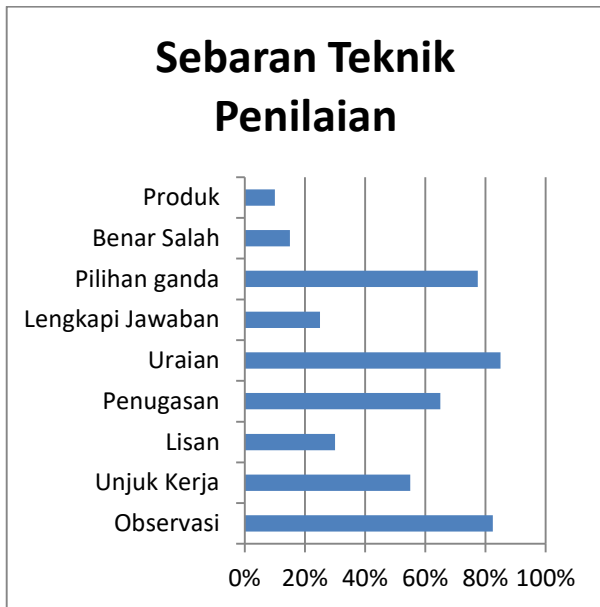 Sebaran Teknik
Penilaian
Produk
Benar Salah
Pilihan ganda
Lengkapi Jawaban
Uraian
Penugasan
Lisan
Unjuk Kerja
Observasi
0% 20% 40% 60% 80% 100%